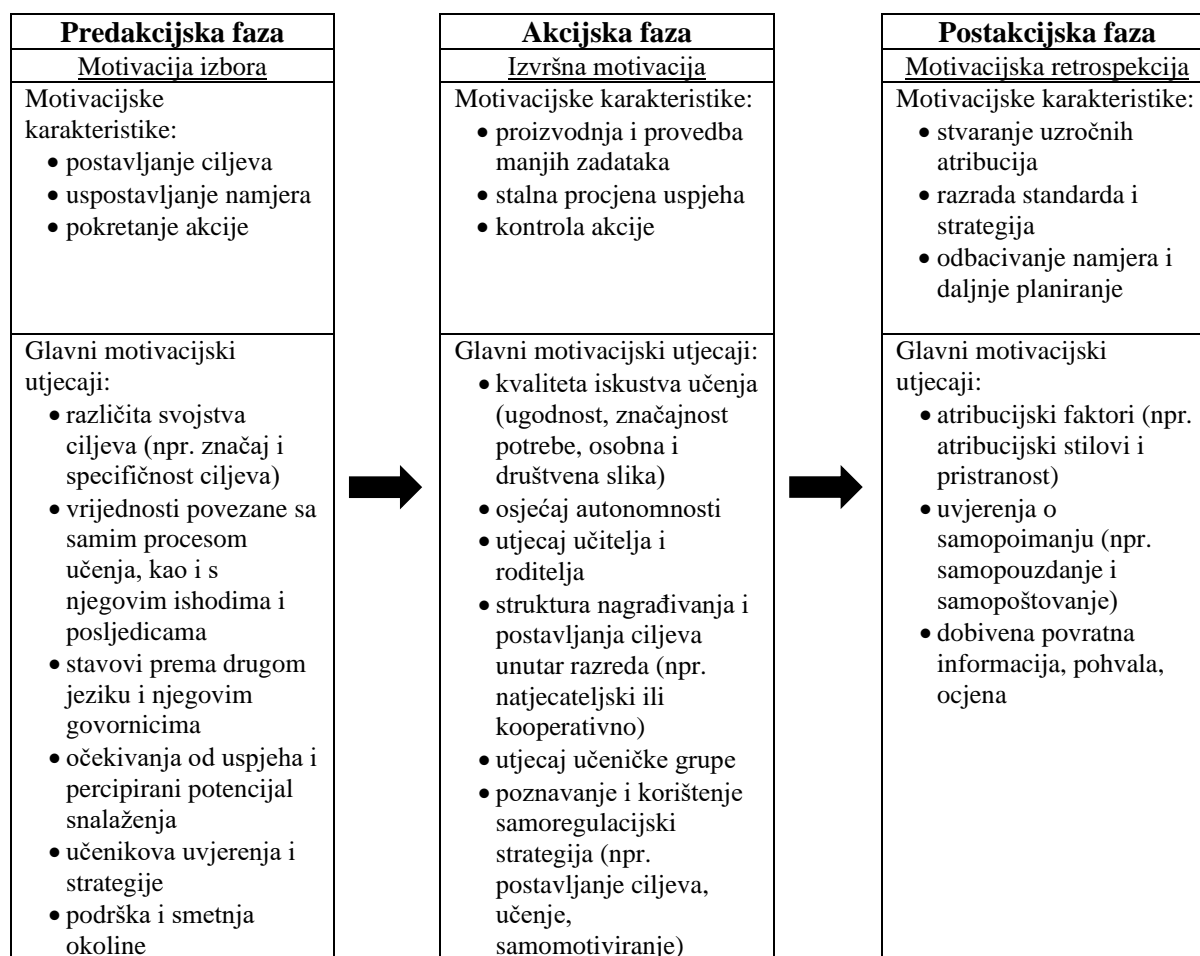 Predakcijska faza
Motivacija izbora
Motivacijske
karakteristike:
• postavljanje ciljeva
• uspostavljanje namjera
• pokretanje akcije
Glavni motivacijski
utjecaji:
• različita svojstva
ciljeva (npr. značaj i
specifičnost ciljeva)
• vrijednosti povezane sa
samim procesom
učenja, kao i s
njegovim ishodima i
posljedicama
• stavovi prema drugom
jeziku i njegovim
govornicima
• očekivanja od uspjeha i
percipirani potencijal
snalaženja
• učenikova uvjerenja i
strategije
• podrška i smetnja
okoline
Akcijska faza
Izvršna motivacija
Motivacijske karakteristike:
• proizvodnja i provedba
manjih zadataka
• stalna procjena uspjeha
• kontrola akcije
Glavni motivacijski utjecaji:
• kvaliteta iskustva učenja
(ugodnost, značajnost
potrebe, osobna i
društvena slika)
• osjećaj autonomnosti
• utjecaj učitelja i
roditelja
• struktura nagrađivanja i
postavljanja ciljeva
unutar razreda (npr.
natjecateljski ili
kooperativno)
• utjecaj učeničke grupe
• poznavanje i korištenje
samoregulacijski
strategija (npr.
postavljanje ciljeva,
učenje,
samomotiviranje)
Postakcijska faza
Motivacijska retrospekcija
Motivacijske karakteristike:
• stvaranje uzročnih
atribucija
• razrada standarda i
strategija
• odbacivanje namjera i
daljnje planiranje
Glavni motivacijski
utjecaji:
• atribucijski faktori (npr.
atribucijski stilovi i
pristranost)
• uvjerenja o
samopoimanju (npr.
samopouzdanje i
samopoštovanje)
• dobivena povratna
informacija, pohvala,
ocjena